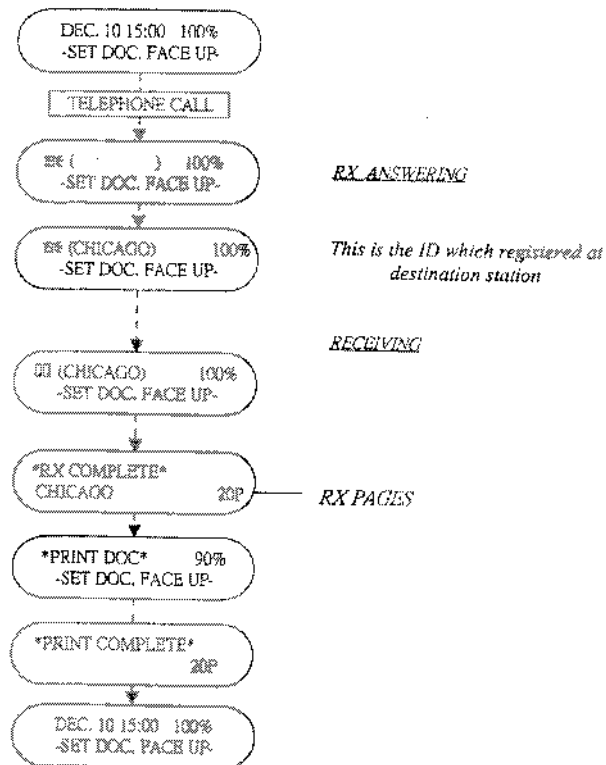 DEC. 10 15:00 100%
-SET DOC. FACE UP-
TELEPHONE CALL
( ) 100%
-SET DOC. FACE UP-
RX ANSWERING
(CHICAGO) 100%
-SET DOC. FACE UP-
This is the ID which registered at
destination station
RECEIVING
(CHICAGO) 100%
-SET DOC. FACE UP-
*RX COMPLETE*
CHICAGO 20P
RX PAGES
*PRINT DOC* 90%
-SET DOC. FACE UP-
*PRINT COMPLETE*
20P
DEC. 10 15:00 100%
-SET DOC. FACE UP-